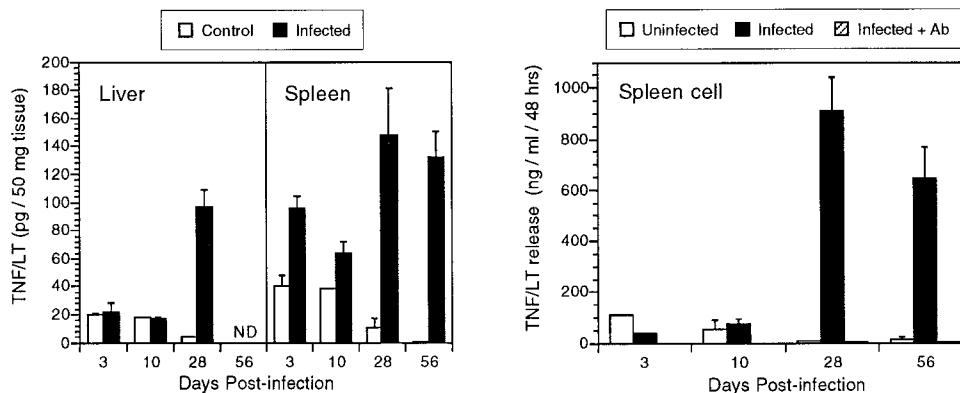 Control Infected
Uninfected Infected Infected + Ab
TNF/LT (pg / 50 mg tissue)
200
180
160
140
120
100
80
60
40
20
0
Liver
Spleen
ND
3 10 28 56 3 10 28 56
Days Post-infection
TNF/LT release (ng / ml / 48 hrs)
1000
800
600
400
200
0
Spleen cell
3 10 28 56
Days Post-infection